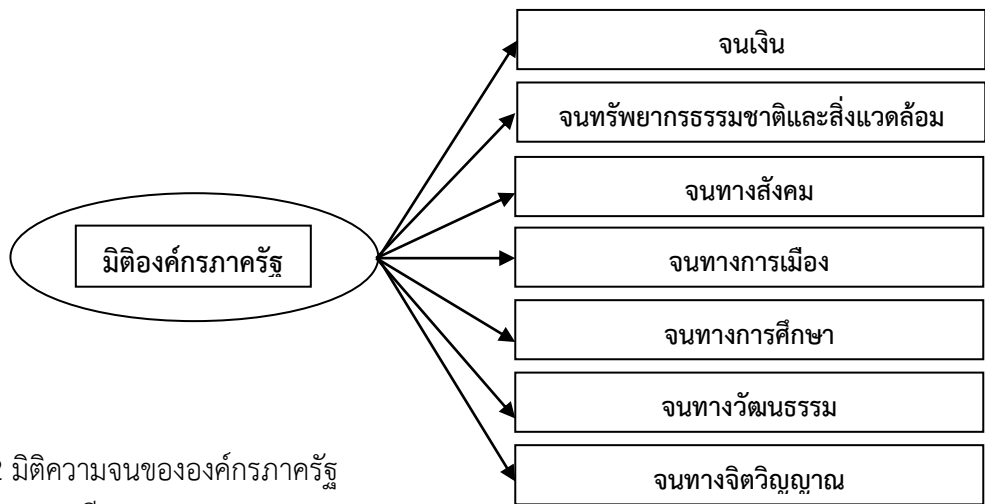 จนเงิน
จนทรัพยากรธรรมชาติและสิ่งแวดล้อม
จนทางสังคม
มิติองค์กรภาครัฐ
จนทางการเมือง
จนทางการศึกษา
จนทางวัฒนธรรม
จนทางจิตวิญญาณ
2 มิติความจนขององค์กรภาครัฐ